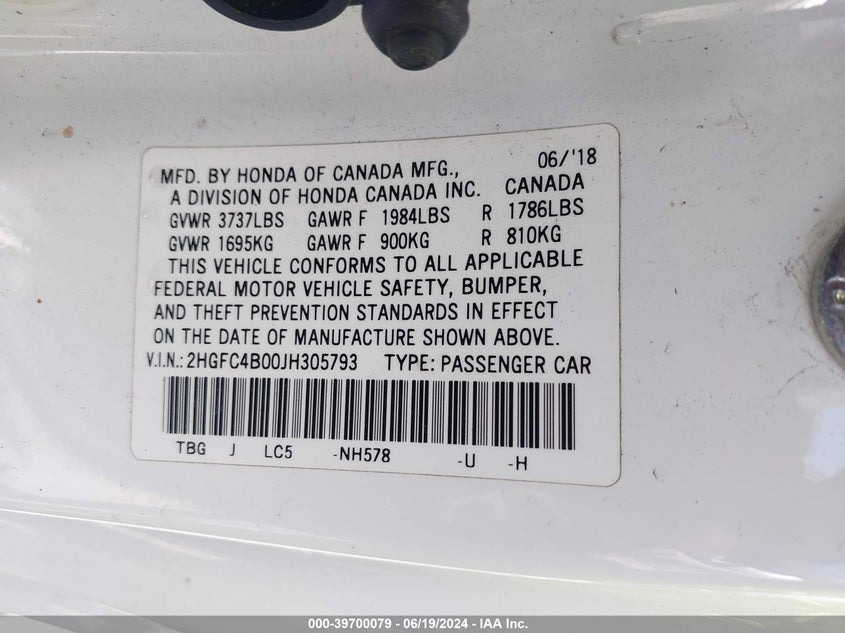 MFD. BY HONDA OF CANADA MFG., 06/'18
A DIVISION OF HONDA CANADA INC. CANADA
GVWR 3737LBS GAWR F 1984LBS R 1786LBS
GVWR 1695KG GAWR F 900KG R 810KG
THIS VEHICLE CONFORMS TO ALL APPLICABLE
FEDERAL MOTOR VEHICLE SAFETY, BUMPER,
AND THEFT PREVENTION STANDARDS IN EFFECT
ON THE DATE OF MANUFACTURE SHOWN ABOVE.
V.I.N.: 2HGFC4B00JH305793 TYPE: PASSENGER CAR
TBG J LC5 -NH578 -U -H
000-39700079 - 06/19/2024 - IAA Inc.